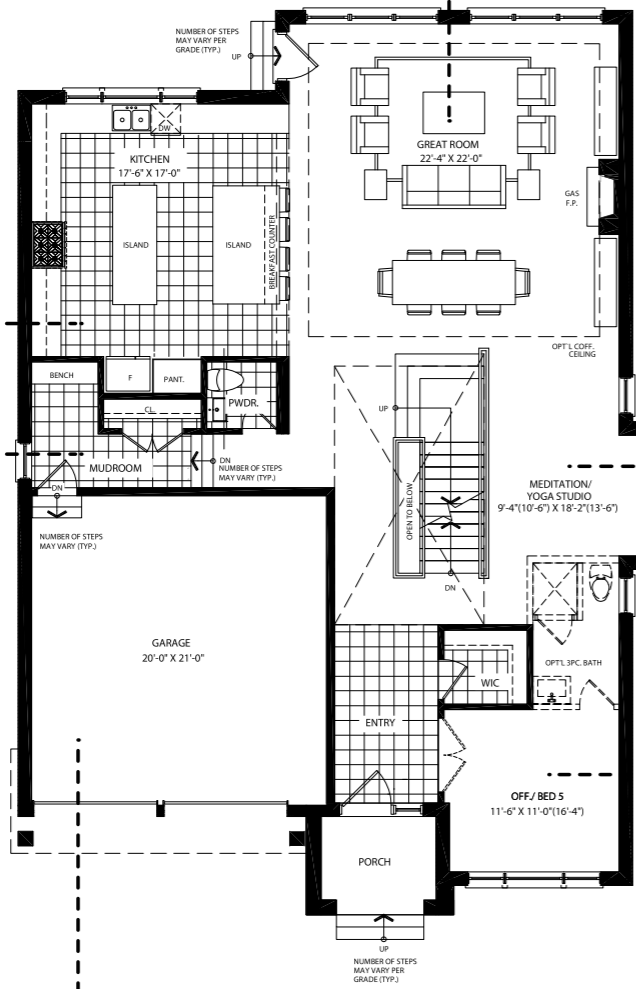 NUMBER OF STEPS
MAY VARY PER
GRADE (TYP.)
UP
DW
KITCHEN
17'-6" X 17'-0"
GREAT ROOM
22'-4" X 22'-0"
GAS
F.P.
ISLAND
ISLAND
BREAKFAST COUNTER
OPT'L COFF.
CEILING
BENCH
F
PANT.
CL.
PWDR.
UP
MUDROOM
DN
NUMBER OF STEPS
MAY VARY (TYP.)
DN
NUMBER OF STEPS
MAY VARY (TYP.)
OPEN TO BELOW
DN
MEDITATION/
YOGA STUDIO
9'-4"(10'-6") X 18'-2"(13'-6")
GARAGE
20'-0" X 21'-0"
OPT'L 3PC. BATH
WIC
ENTRY
OFF./ BED 5
11'-6" X 11'-0"(16'-4")
PORCH
UP
NUMBER OF STEPS
MAY VARY PER
GRADE (TYP.)